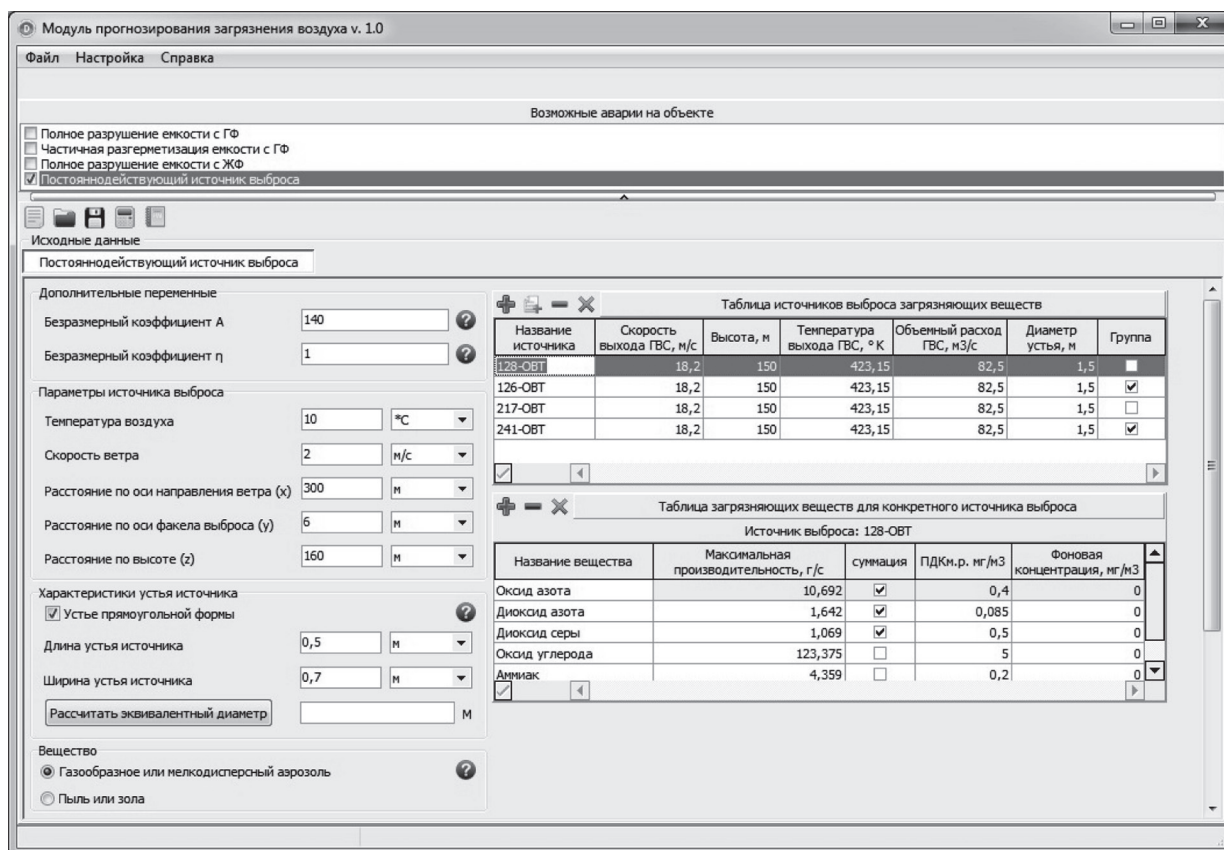 Модуль прогнозирования загрязнения воздуха v. 1.0
Файл Настройка Справка
Возможные аварии на объекте
Полное разрушение емкости с ГФ
Частичная разгерметизация емкости с ГФ
Полное разрушение емкости с ЖФ
Постояннодействующий источник выброса
Исходные данные
Постояннодействующий источник выброса
Дополнительные переменные
Безразмерный коэффициент А 140
Безразмерный коэффициент η 1
Параметры источника выброса
Температура воздуха 10 °C
Скорость ветра 2 м/с
Расстояние по оси направления ветра (x) 300 м
Расстояние по оси факела выброса (y) 6 м
Расстояние по высоте (z) 160 м
Характеристики устья источника
Устье прямоугольной формы
Длина устья источника 0,5 м
Ширина устья источника 0,7 м
Рассчитать эквивалентный диаметр М
Вещество
Газообразное или мелкодисперсный аэрозоль
Пыль или зола
Таблица источников выброса загрязняющих веществ
Название источника Скорость выхода ГВС, м/с Высота, м Температура выхода ГВС, °К Объемный расход ГВС, м3/с Диаметр устья, м Группа
128-ОВТ 18,2 150 423,15 82,5 1,5
126-ОВТ 18,2 150 423,15 82,5 1,5
217-ОВТ 18,2 150 423,15 82,5 1,5
241-ОВТ 18,2 150 423,15 82,5 1,5
Таблица загрязняющих веществ для конкретного источника выброса
Источник выброса: 128-ОВТ
Название вещества Максимальная производительность, г/с суммация ПДКм.р. мг/м3 Фоновая концентрация, мг/м3
Оксид азота 10,692 0,4 0
Диоксид азота 1,642 0,085 0
Диоксид серы 1,069 0,5 0
Оксид углерода 123,375 5 0
Аммиак 4,359 0,2 0